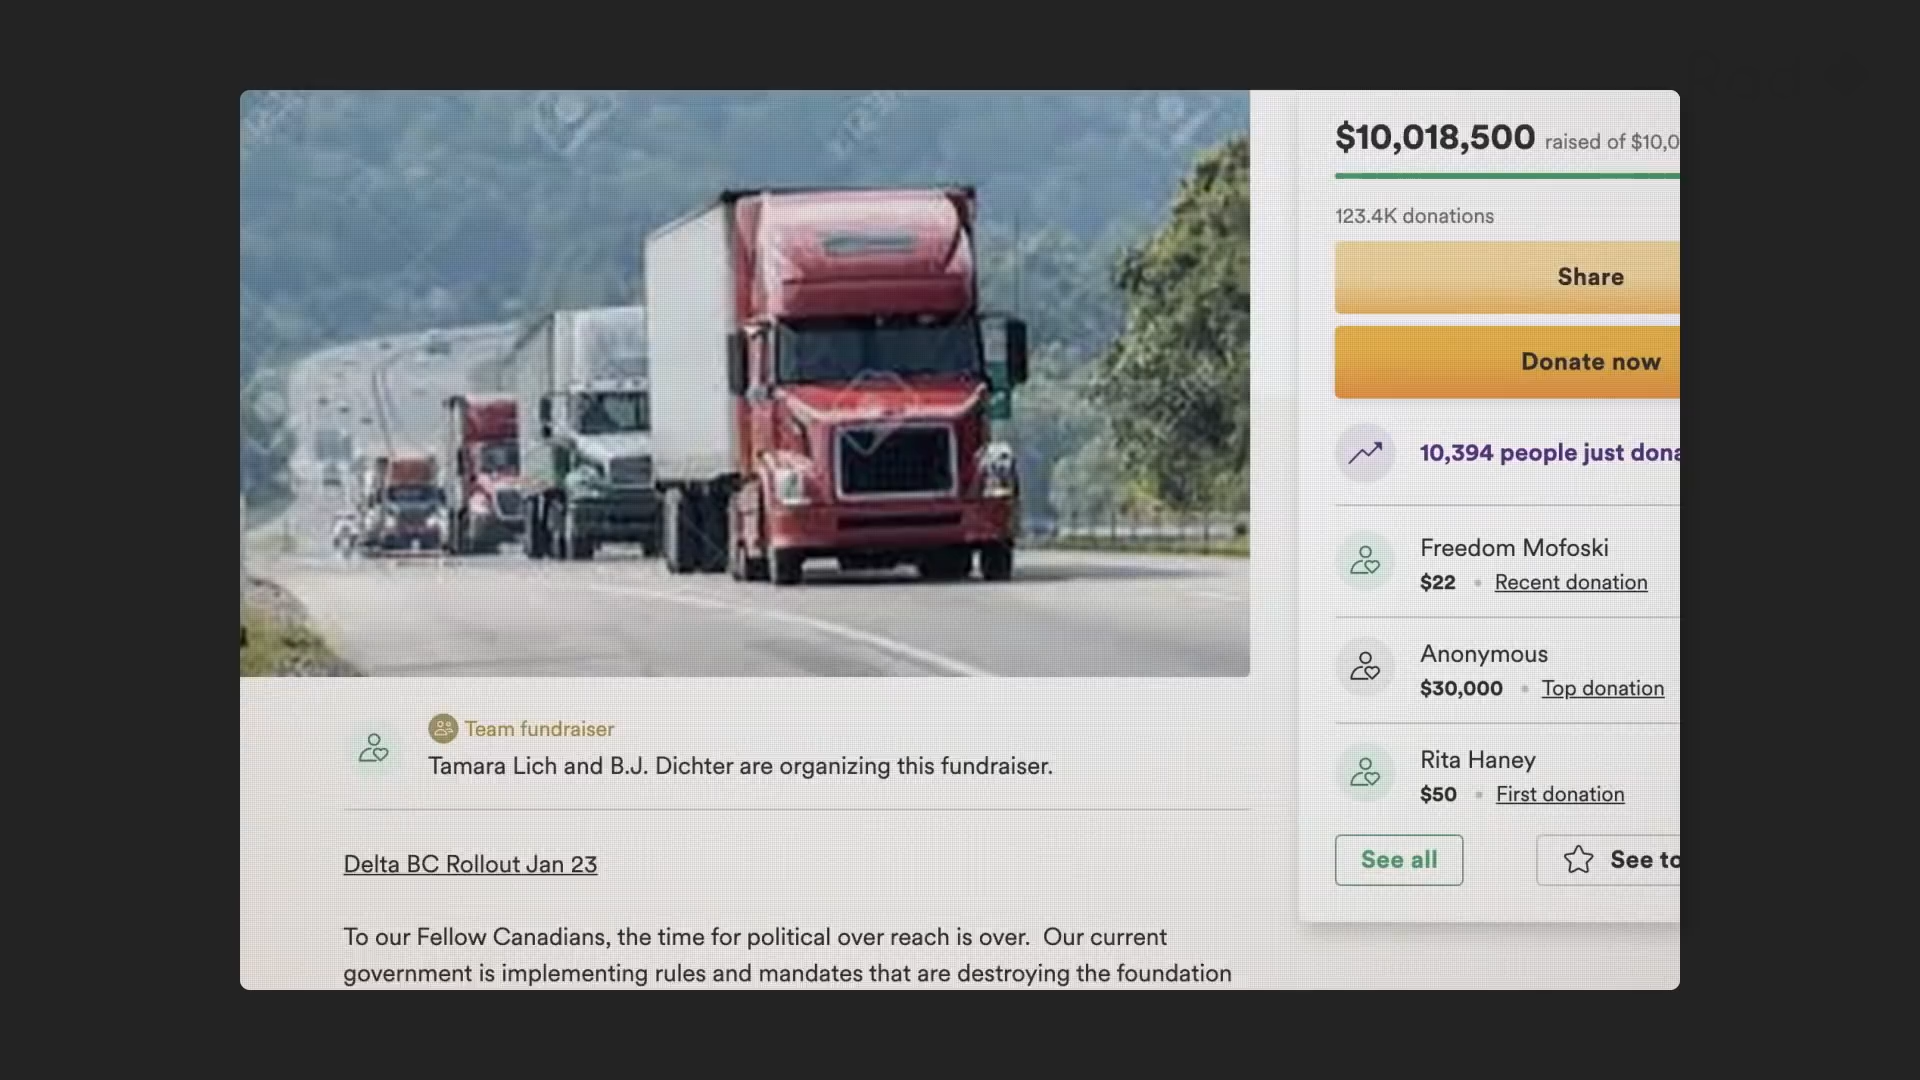 $10,018,500 raised of $10,0
123.4K donations
Share
Donate now
10,394 people just dona
Freedom Mofoski
$22 • Recent donation
Anonymous
$30,000 • Top donation
Rita Haney
$50 • First donation
See all
See to
Team fundraiser
Tamara Lich and B.J. Dichter are organizing this fundraiser.
Delta BC Rollout Jan 23
To our Fellow Canadians, the time for political over reach is over. Our current
government is implementing rules and mandates that are destroying the foundation